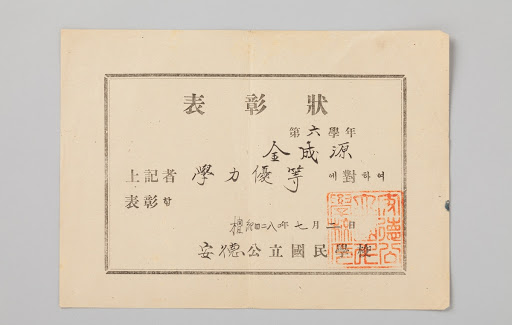 表彰狀
第六學年
金成源
上記者 學力優等 에對하여
表彰함
檀紀四二八〇年七月二日
安德公立國民學校